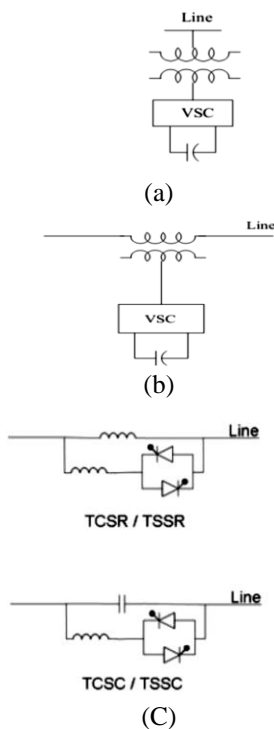 Line
VSC
(a)
Line
VSC
(b)
Line
TCSR / TSSR
Line
TCSC / TSSC
(C)